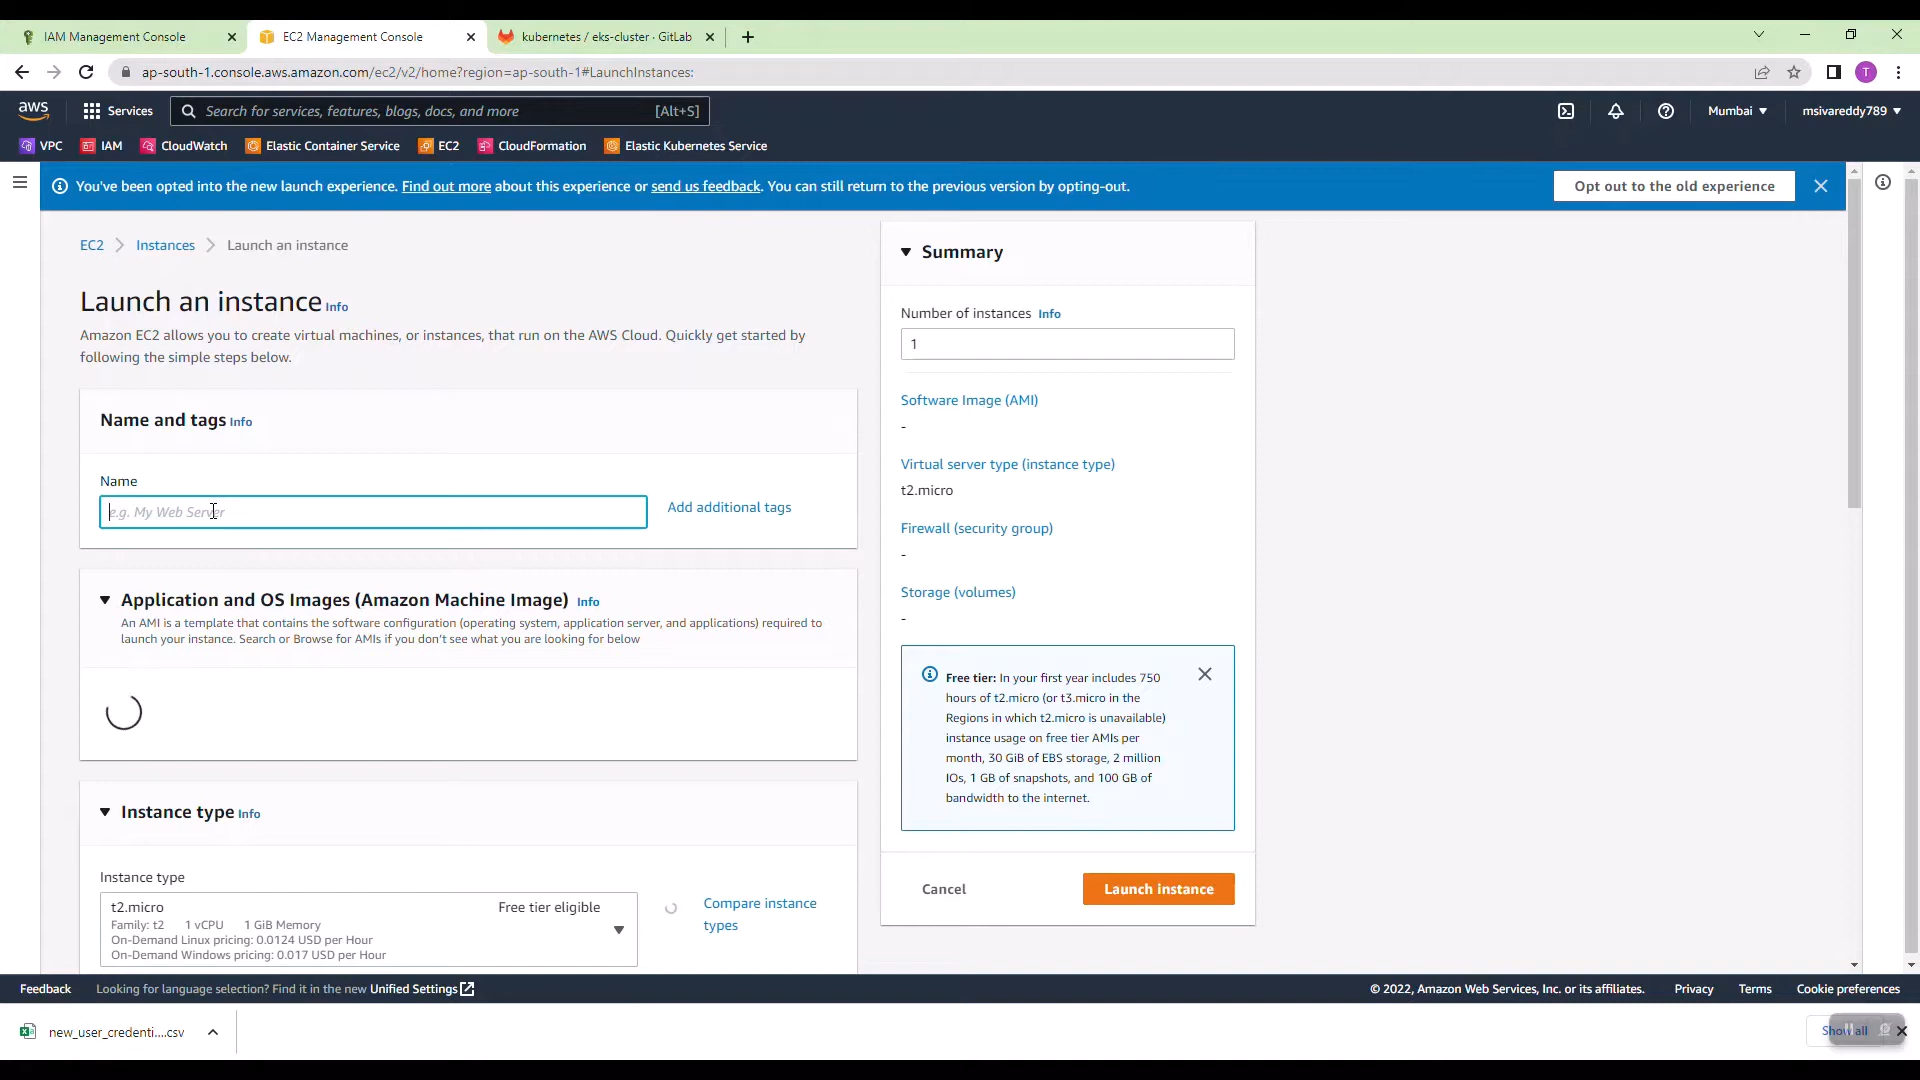 IAM Management Console
EC2 Management Console
kubernetes / eks-cluster · GitLab
ap-south-1.console.aws.amazon.com/ec2/v2/home?region=ap-south-1#LaunchInstances:
T
aws
Services
Search for services, features, blogs, docs, and more
[Alt+S]
Mumbai
msivareddy789
VPC
IAM
CloudWatch
Elastic Container Service
EC2
CloudFormation
Elastic Kubernetes Service
You've been opted into the new launch experience. Find out more about this experience or send us feedback. You can still return to the previous version by opting-out.
Opt out to the old experience
EC2
Instances
Launch an instance
Launch an instance Info
Amazon EC2 allows you to create virtual machines, or instances, that run on the AWS Cloud. Quickly get started by
following the simple steps below.
Name and tags Info
Name
e.g. My Web Server
Add additional tags
Application and OS Images (Amazon Machine Image) Info
An AMI is a template that contains the software configuration (operating system, application server, and applications) required to
launch your instance. Search or Browse for AMIs if you don't see what you are looking for below
Instance type Info
Instance type
t2.micro
Free tier eligible
Family: t2 1 vCPU 1 GiB Memory
On-Demand Linux pricing: 0.0124 USD per Hour
On-Demand Windows pricing: 0.017 USD per Hour
Compare instance
types
Summary
Number of instances Info
1
Software Image (AMI)
-
Virtual server type (instance type)
t2.micro
Firewall (security group)
-
Storage (volumes)
-
Free tier: In your first year includes 750
hours of t2.micro (or t3.micro in the
Regions in which t2.micro is unavailable)
instance usage on free tier AMIs per
month, 30 GiB of EBS storage, 2 million
IOs, 1 GB of snapshots, and 100 GB of
bandwidth to the internet.
Cancel
Launch instance
Feedback
Looking for language selection? Find it in the new Unified Settings
© 2022, Amazon Web Services, Inc. or its affiliates.
Privacy
Terms
Cookie preferences
new_user_credenti....csv
Show all